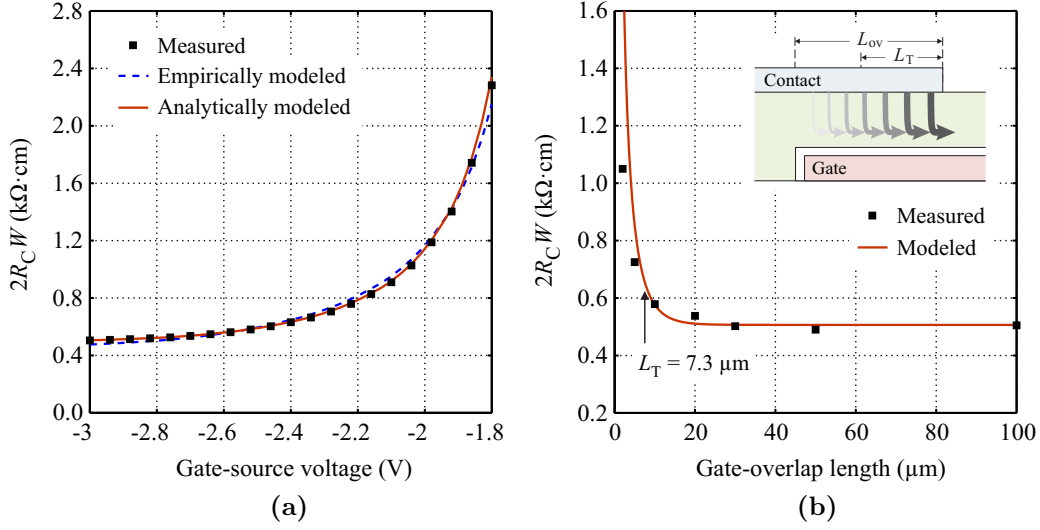 2.8
2.4
2.0
1.6
1.2
0.8
0.4
0.0
2R_C W (kΩ·cm)
Measured
Empirically modeled
Analytically modeled
-3 -2.8 -2.6 -2.4 -2.2 -2 -1.8
Gate-source voltage (V)
(a)
1.6
1.4
1.2
1.0
0.8
0.6
0.4
0.2
2R_C W (kΩ·cm)
L_ov
L_T
Contact
Gate
Measured
Modeled
L_T = 7.3 µm
0 20 40 60 80 100
Gate-overlap length (µm)
(b)